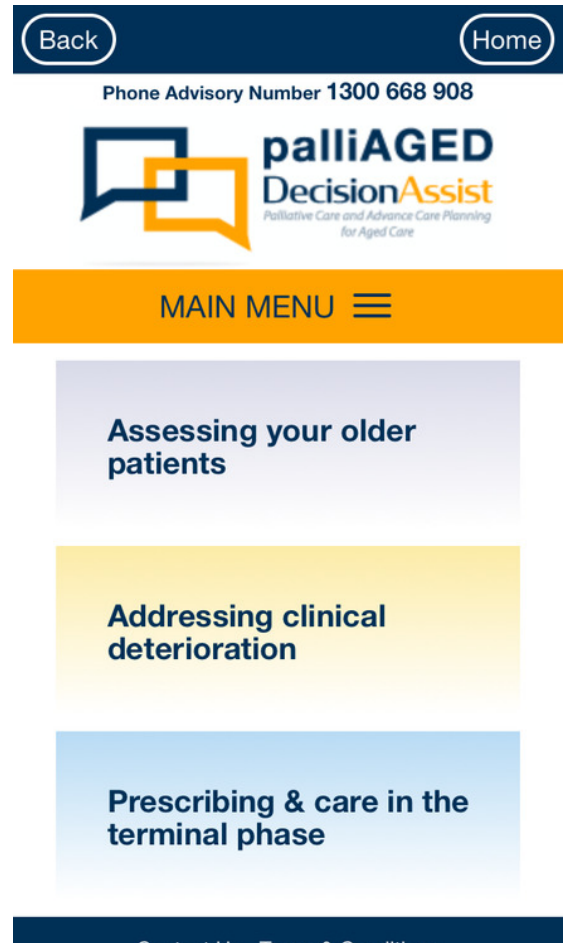 Back
Home
Phone Advisory Number 1300 668 908
palliAGED
DecisionAssist
Palliative Care and Advance Care Planning
for Aged Care
MAIN MENU
Assessing your older
patients
Addressing clinical
deterioration
Prescribing & care in the
terminal phase